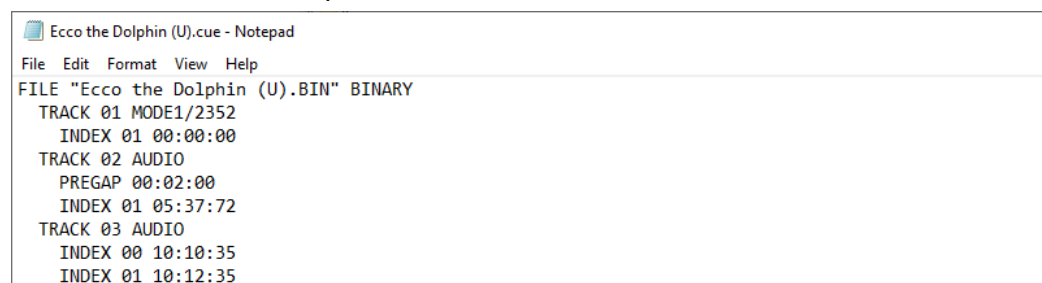 Ecco the Dolphin (U).cue - Notepad
File Edit Format View Help
FILE "Ecco the Dolphin (U).BIN" BINARY
TRACK 01 MODE1/2352
INDEX 01 00:00:00
TRACK 02 AUDIO
PREGAP 00:02:00
INDEX 01 05:37:72
TRACK 03 AUDIO
INDEX 00 10:10:35
INDEX 01 10:12:35